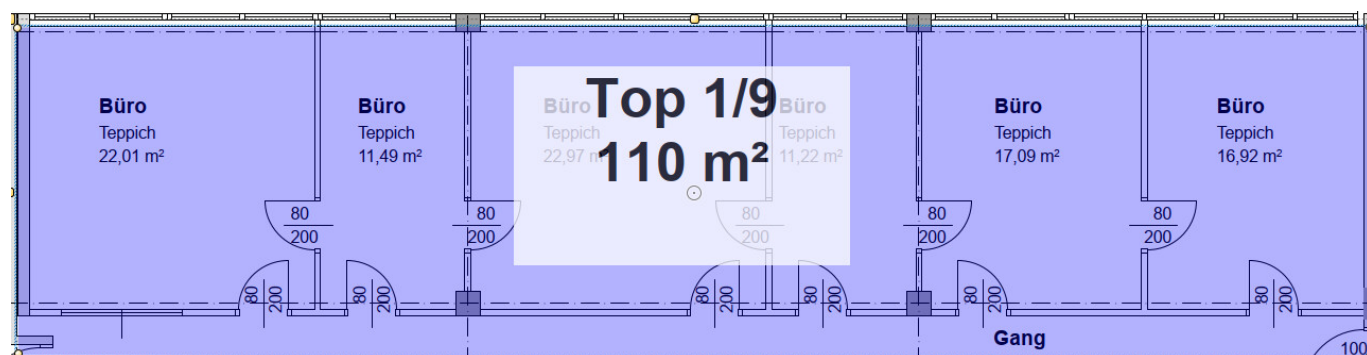 Büro
Teppich
22,01 m²
Büro
Teppich
11,49 m²
Büro
Teppich
22,97 m²
Top 1/9
110 m²
Büro
Teppich
11,22 m²
Büro
Teppich
17,09 m²
Büro
Teppich
16,92 m²
80
200
80
200
80
200
80
200
80
200
80
200
80
200
80
200
80
200
80
200
80
200
Gang
100